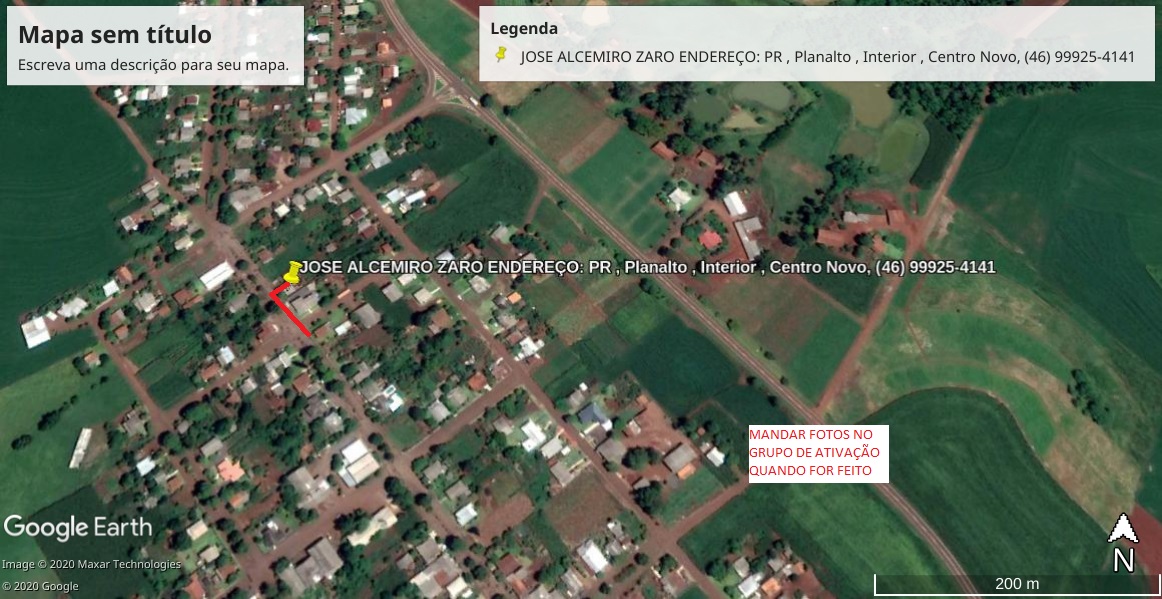 Mapa sem título
Escreva uma descrição para seu mapa.
Legenda
JOSE ALCEMIRO ZARO ENDEREÇO: PR , Planalto , Interior , Centro Novo, (46) 99925-4141
JOSE ALCEMIRO ZARO ENDEREÇO: PR , Planalto , Interior , Centro Novo, (46) 99925-4141
MANDAR FOTOS NO
GRUPO DE ATIVAÇÃO
QUANDO FOR FEITO
Google Earth
Image © 2020 Maxar Technologies
© 2020 Google
N
200 m